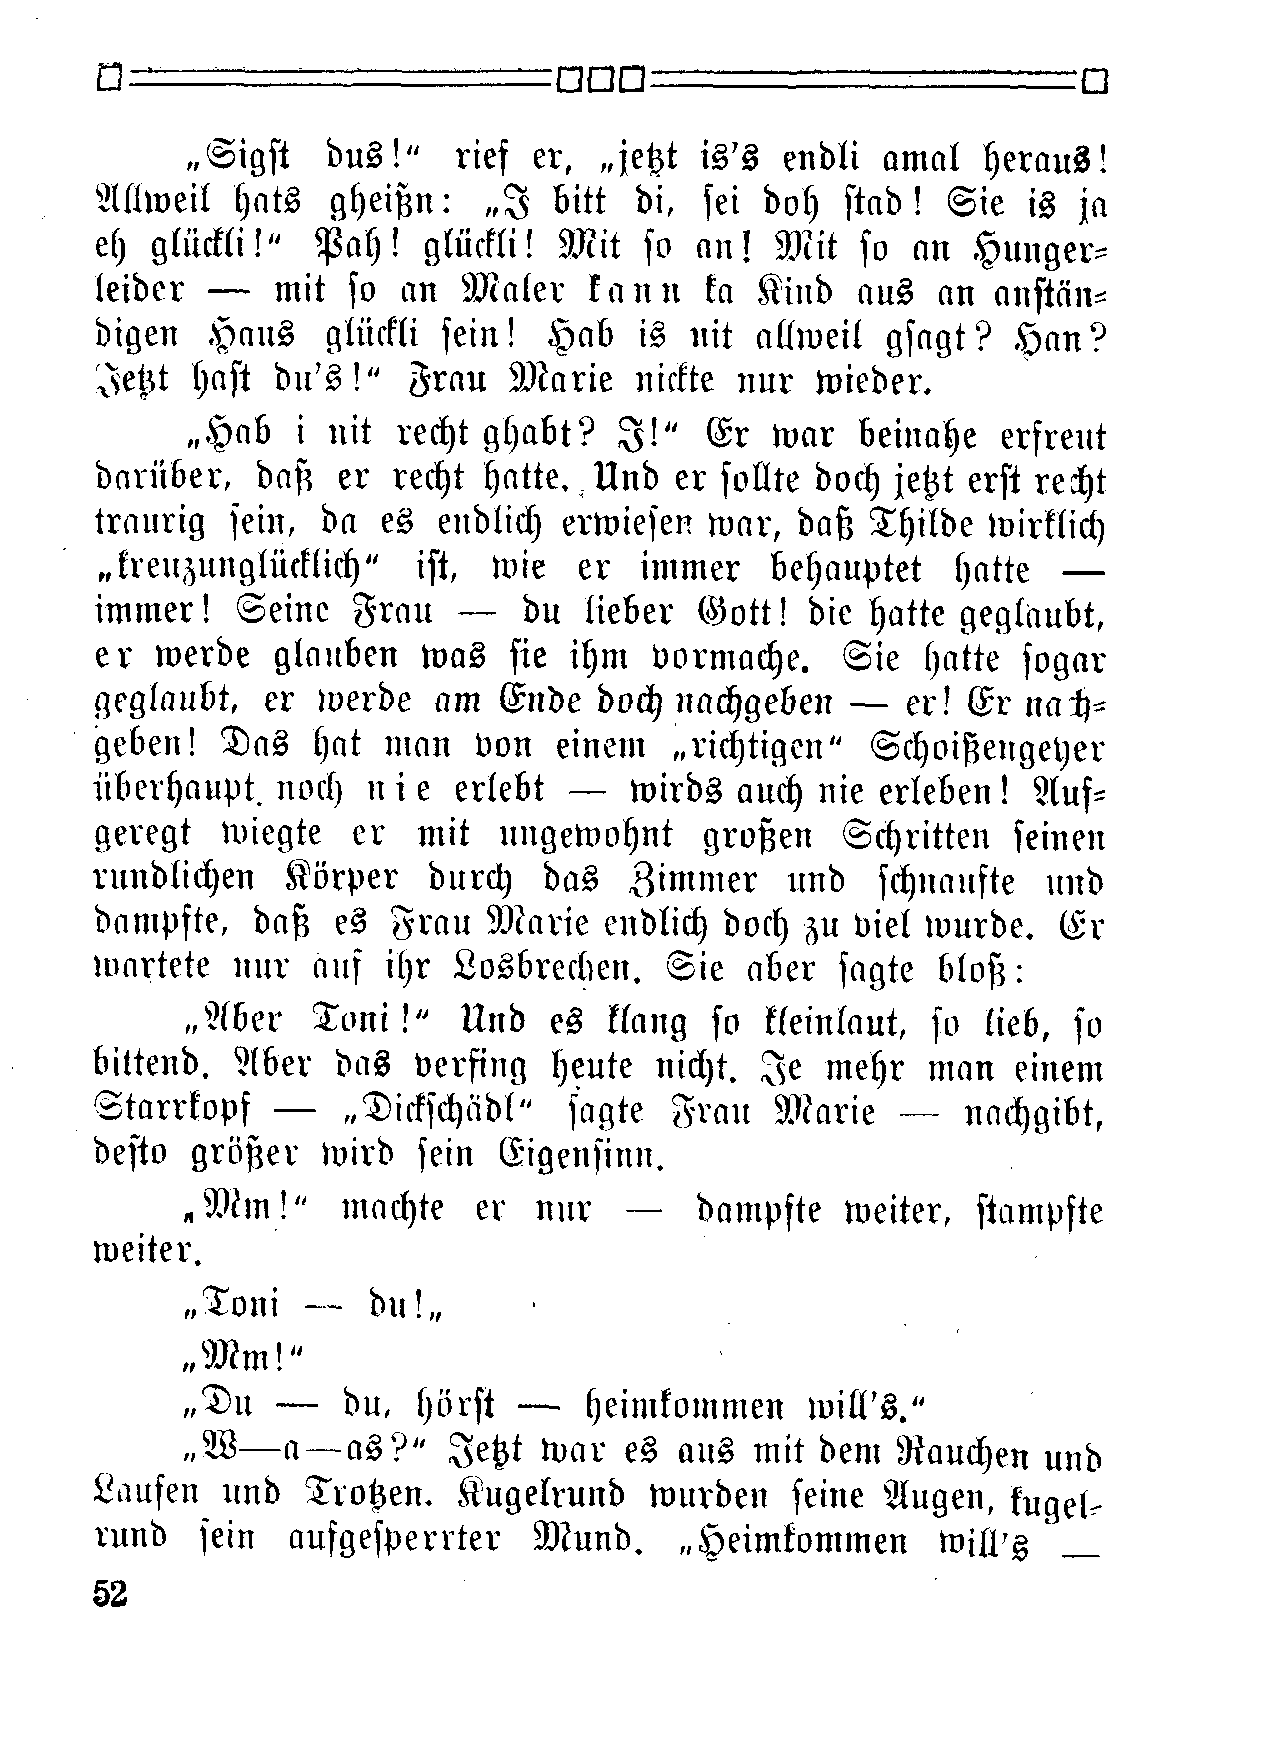 „Sigst dus!“ rief er, „jetzt is's endli amal heraus!
Allweil hats gheißn: „I bitt di, sei doh stad! Sie is ja
eh glückli!“ Pah! glückli! Mit so an! Mit so an Hunger-
leider — mit so an Maler kann ka Kind aus an anstän-
digen Haus glückli sein! Hab is nit allweil gsagt? Han?
Jetzt hast du's!“ Frau Marie nickte nur wieder.
„Hab i nit recht ghabt? I!“ Er war beinahe erfreut
darüber, daß er recht hatte. Und er sollte doch jetzt erst recht
traurig sein, da es endlich erwiesen war, daß Thilde wirklich
„kreuzunglücklich“ ist, wie er immer behauptet hatte —
immer! Seine Frau — du lieber Gott! die hatte geglaubt,
er werde glauben was sie ihm vormache. Sie hatte sogar
geglaubt, er werde am Ende doch nachgeben — er! Er nach-
geben! Das hat man von einem „richtigen“ Schoißengeyer
überhaupt noch nie erlebt — wirds auch nie erleben! Auf-
geregt wiegte er mit ungewohnt großen Schritten seinen
rundlichen Körper durch das Zimmer und schnaufte und
dampfte, daß es Frau Marie endlich doch zu viel wurde. Er
wartete nur auf ihr Losbrechen. Sie aber sagte bloß:
„Aber Toni!“ Und es klang so kleinlaut, so lieb, so
bittend. Aber das verfing heute nicht. Je mehr man einem
Starrkopf — „Dickschädl“ sagte Frau Marie — nachgibt,
desto größer wird sein Eigensinn.
„Mm!“ machte er nur — dampfte weiter, stampfte
weiter.
„Toni — du!„
„Mm!“
„Du — du, hörst — heimkommen will's.“
„W—a—as?“ Jetzt war es aus mit dem Rauchen und
Laufen und Trotzen. Kugelrund wurden seine Augen, kugel-
rund sein aufgesperrter Mund. „Heimkommen will's —
52